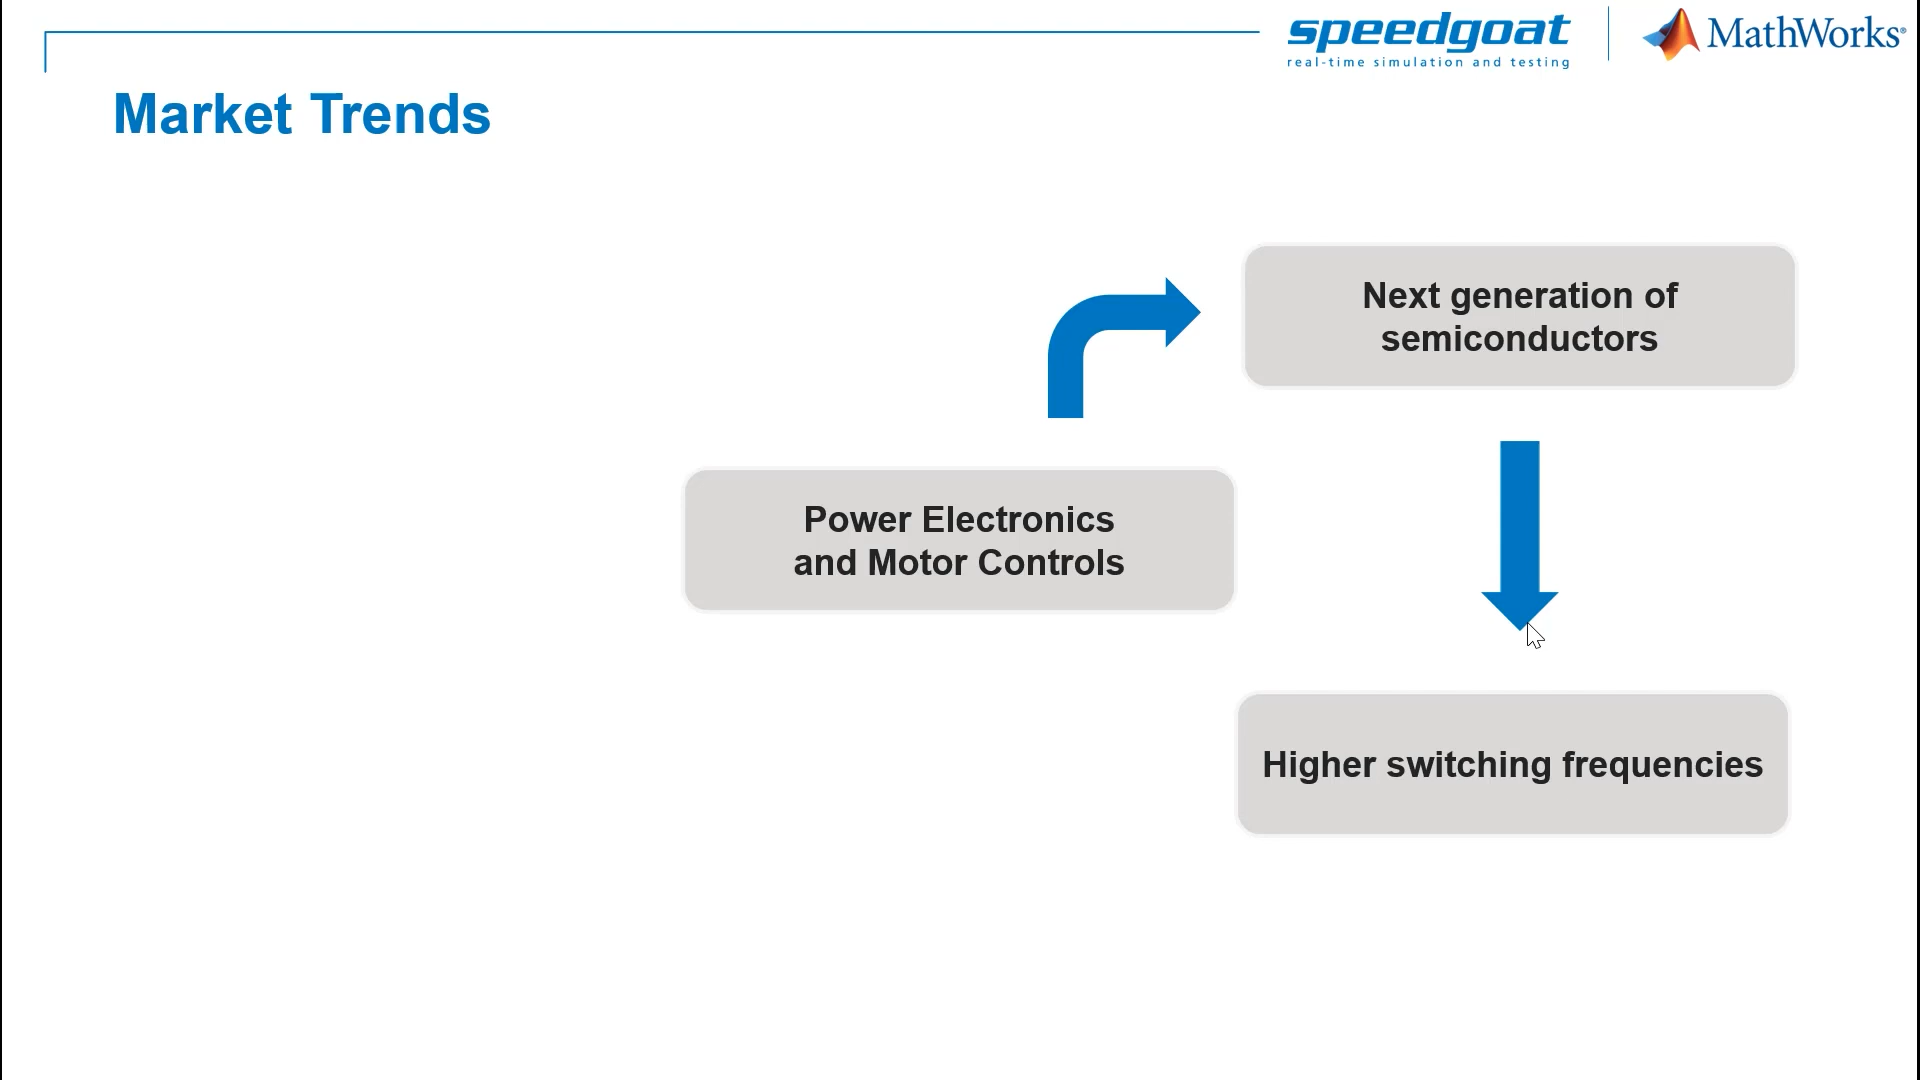 speedgoat
real-time simulation and testing
MathWorks®
Market Trends
Next generation of
semiconductors
Power Electronics
and Motor Controls
Higher switching frequencies